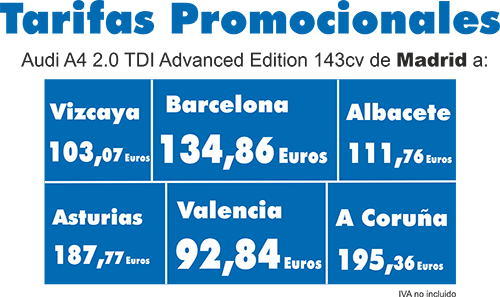 Tarifas Promocionales
Audi A4 2.0 TDI Advanced Edition 143cv de Madrid a:
Vizcaya
103,07 Euros
Barcelona
134,86 Euros
Albacete
111,76 Euros
Asturias
187,77 Euros
Valencia
92,84 Euros
A Coruña
195,36 Euros
IVA no incluido